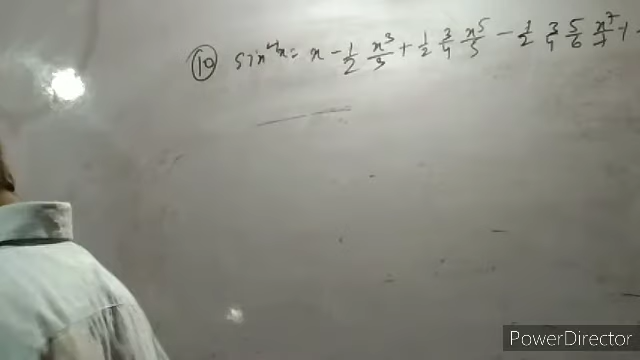 (10) sin⁻¹x = x - 1/2 x³/3 + 1/2 3/4 x⁵/5 - 1/2 3/4 5/6 x⁷/7 + -
PowerDirector